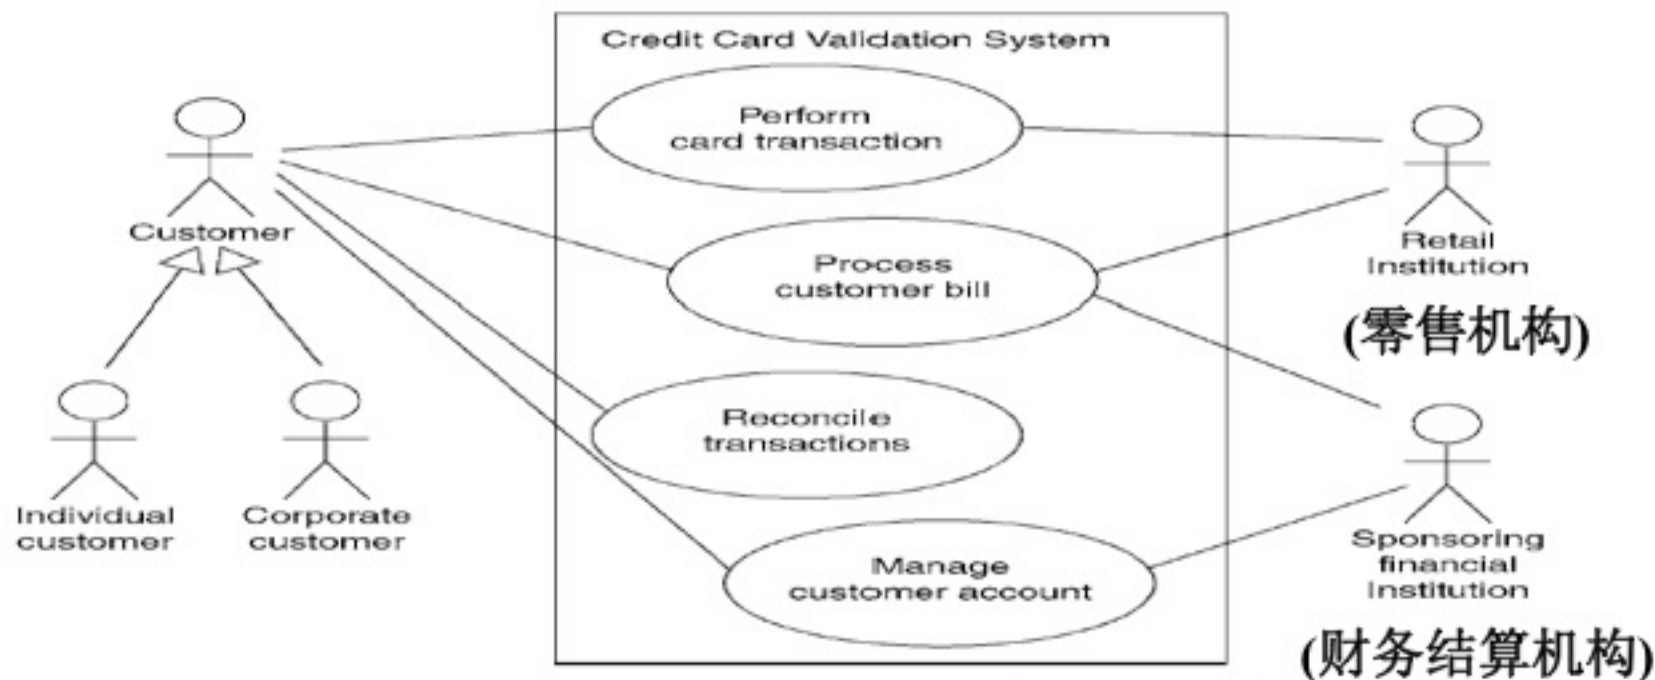 Credit Card Validation System
Perform
card transaction
Customer
Process
customer bill
Retail
Institution
(零售机构)
Reconcile
transactions
Individual
customer
Corporate
customer
Manage
customer account
Sponsoring
financial
Institution
(财务结算机构)